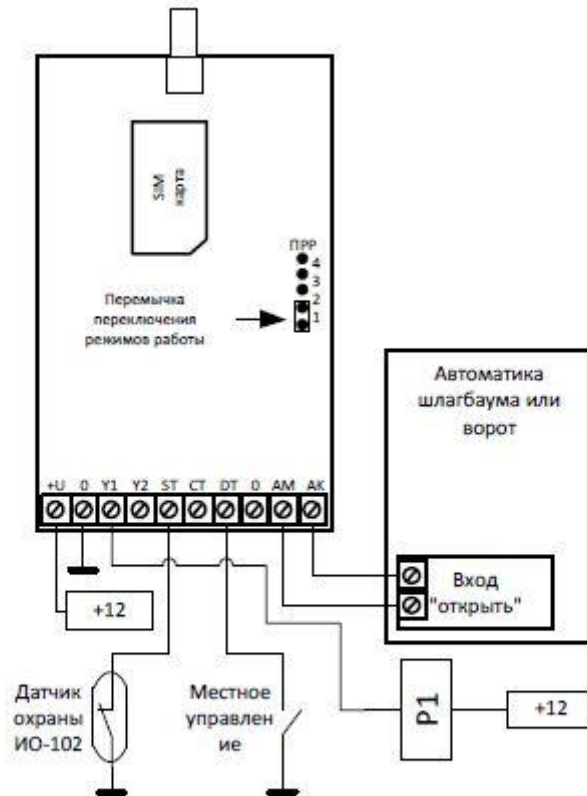 SIM
карта
ПРР
4
3
2
1
Перемычка
переключения
режимов работы
Автоматика
шлагбаума или
ворот
+U 0 Y1 Y2 ST CT DT 0 AM AK
Вход
"открыть"
+12
Датчик
охраны
ИО-102
Местное
управлен
ие
P1
+12